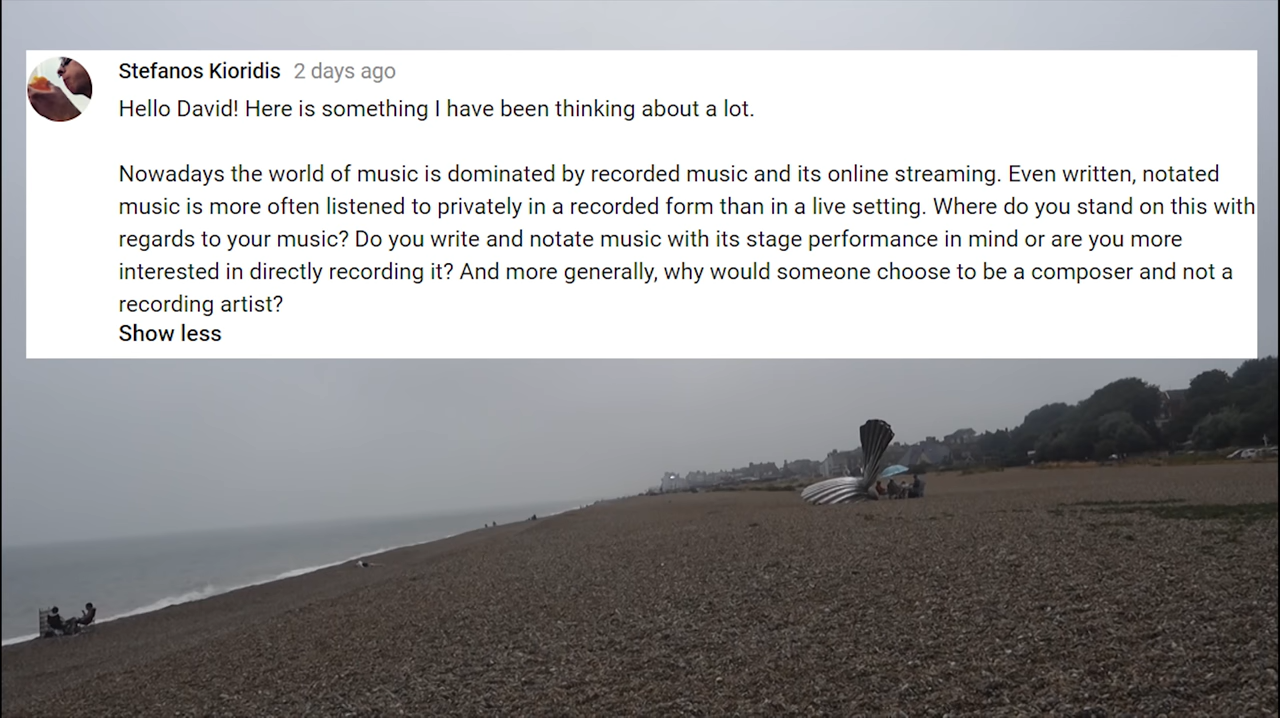 Stefanos Kioridis 2 days ago
Hello David! Here is something I have been thinking about a lot.
Nowadays the world of music is dominated by recorded music and its online streaming. Even written, notated
music is more often listened to privately in a recorded form than in a live setting. Where do you stand on this with
regards to your music? Do you write and notate music with its stage performance in mind or are you more
interested in directly recording it? And more generally, why would someone choose to be a composer and not a
recording artist?
Show less